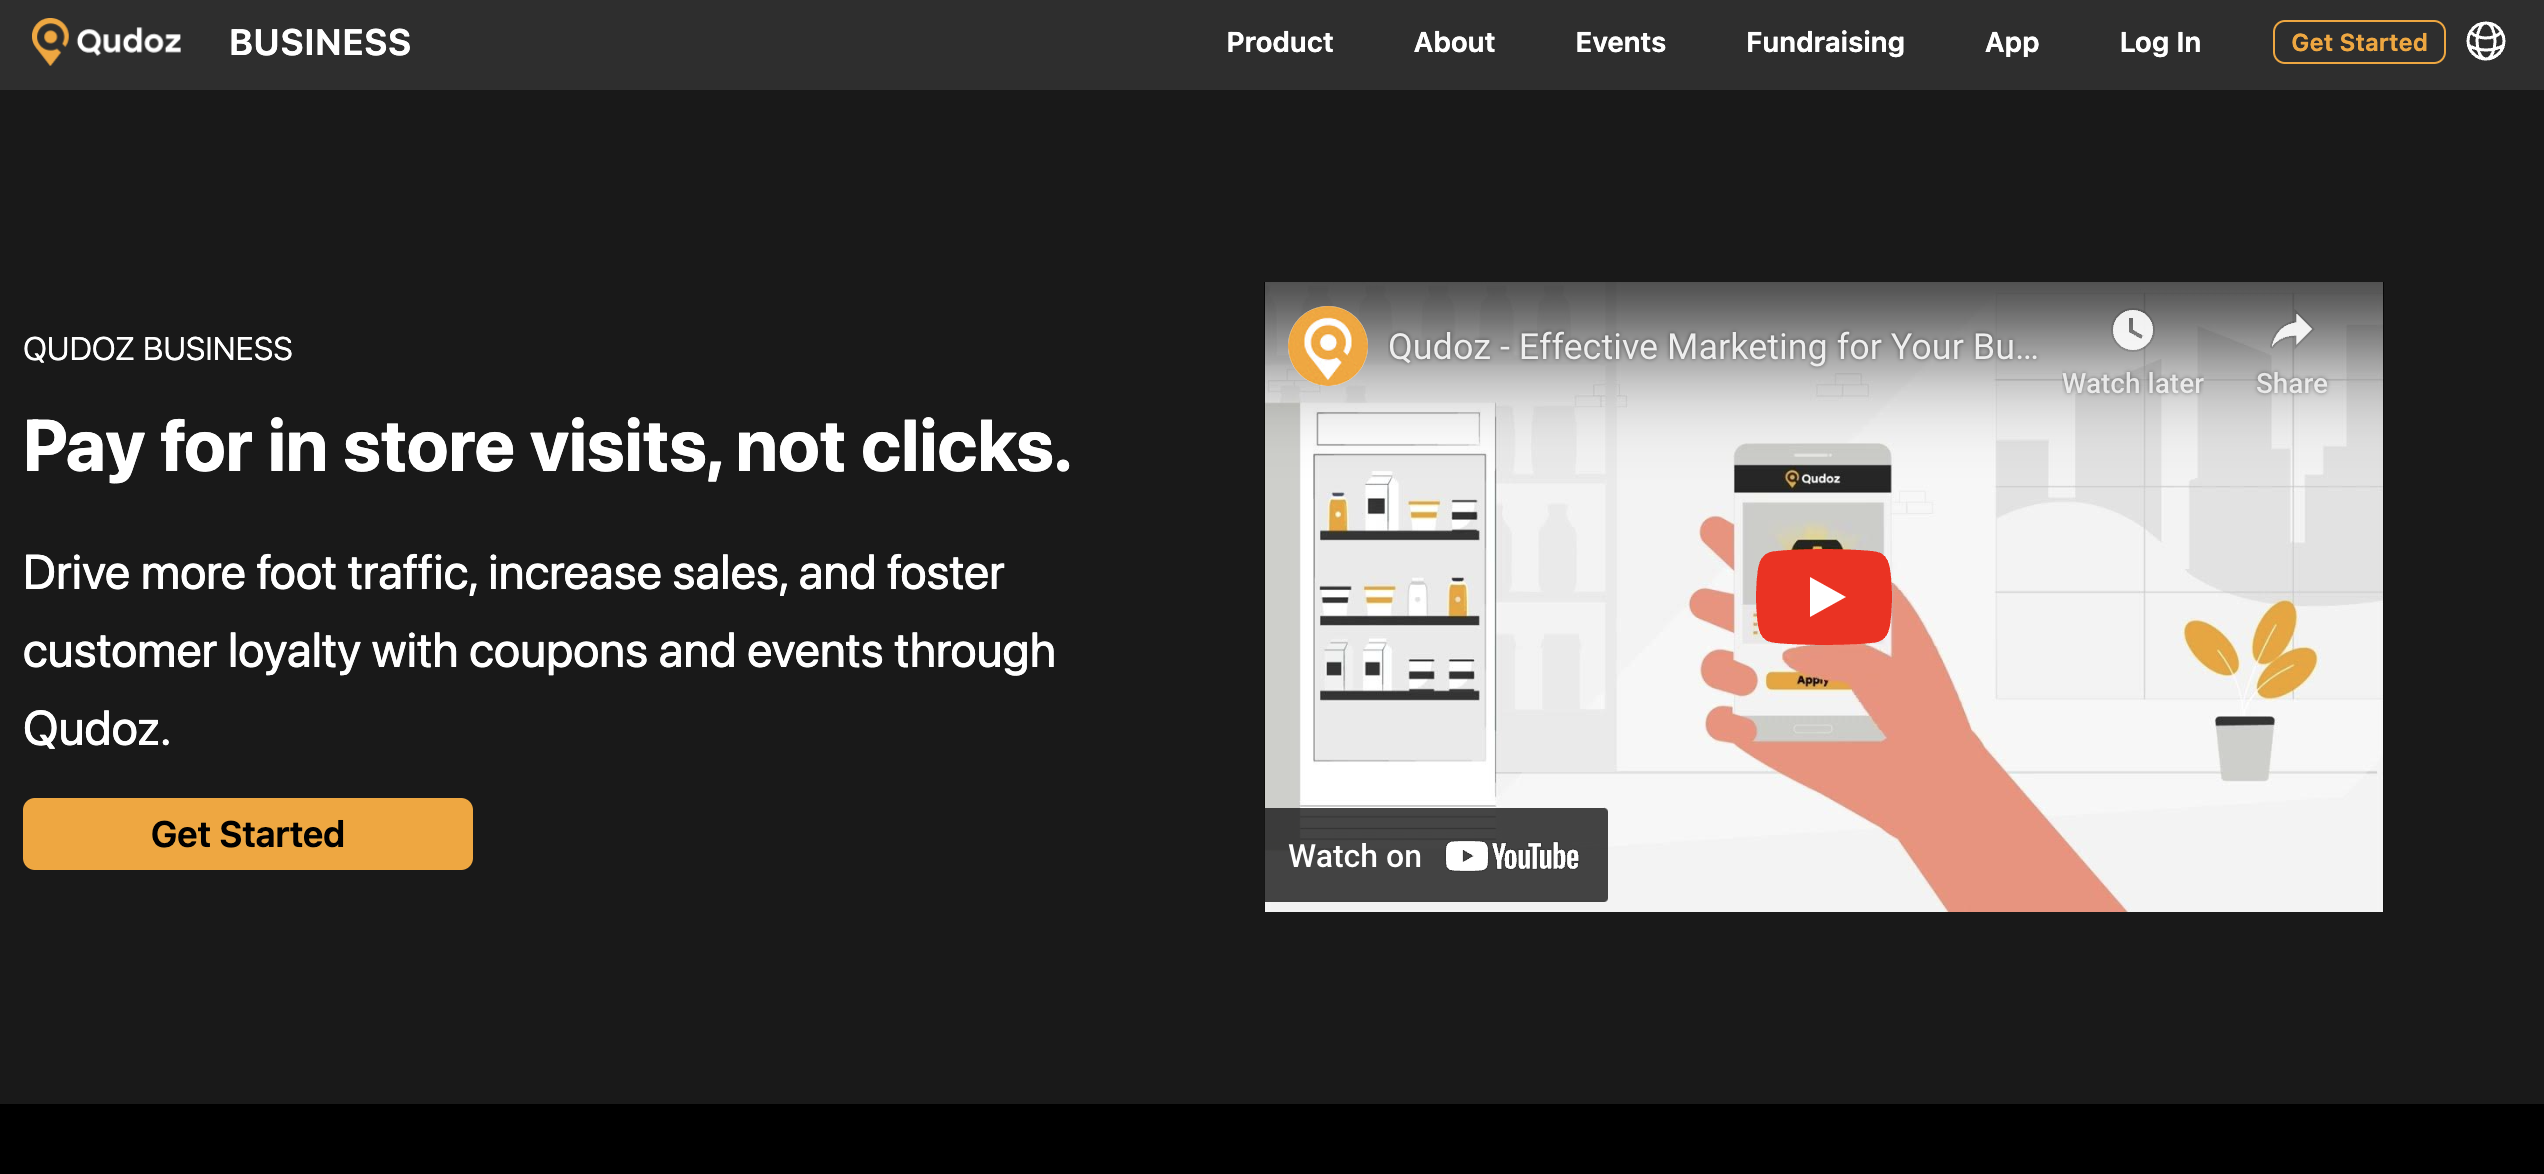 Qudoz BUSINESS Product About Events Fundraising App Log In Get Started
QUDOZ BUSINESS
Pay for in store visits, not clicks.
Drive more foot traffic, increase sales, and foster
customer loyalty with coupons and events through
Qudoz.
Get Started
Qudoz - Effective Marketing for Your Bu...
Watch later
Share
Qudoz
Apply
Watch on YouTube